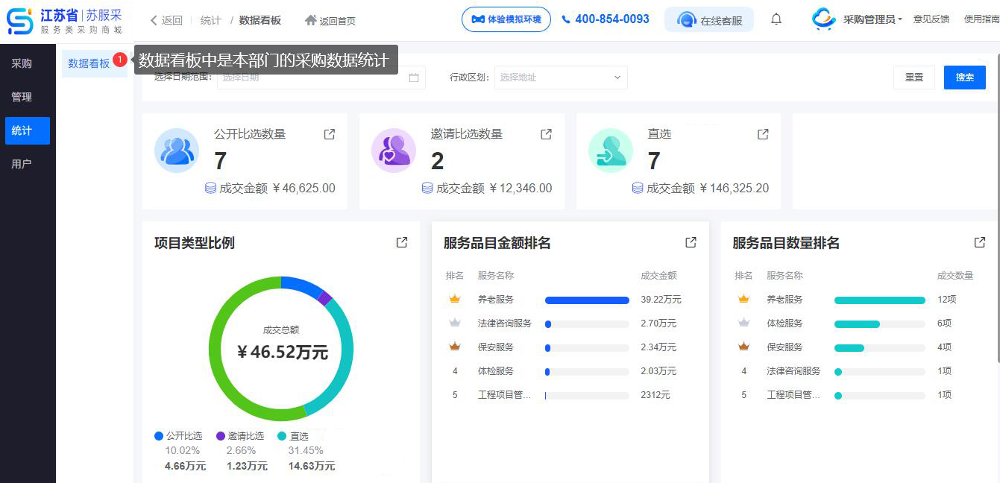 江苏省|苏服采
服务类采购商城
返回 统计 / 数据看板 返回首页
体验模拟环境 400-854-0093 在线客服 采购管理员 意见反馈 使用指南
采购
管理
统计
用户
数据看板 1
数据看板中是本部门的采购数据统计
选择日期范围: 选择日期 行政区划: 选择地址 重置 搜索
公开比选数量
7
成交金额 ¥46,625.00
邀请比选数量
2
成交金额 ¥12,346.00
直选
7
成交金额 ¥146,325.20
项目类型比例
成交总额
¥46.52万元
公开比选 邀请比选 直选
10.02% 2.66% 31.45%
4.66万元 1.23万元 14.63万元
服务品目金额排名
排名 服务名称 成交金额
养老服务 39.22万元
法律咨询服务 2.70万元
保安服务 2.34万元
4 体检服务 2.03万元
5 工程项目管... 2312元
服务品目数量排名
排名 服务名称 成交数量
养老服务 12项
体检服务 6项
保安服务 4项
4 法律咨询服务 1项
5 工程项目管... 1项